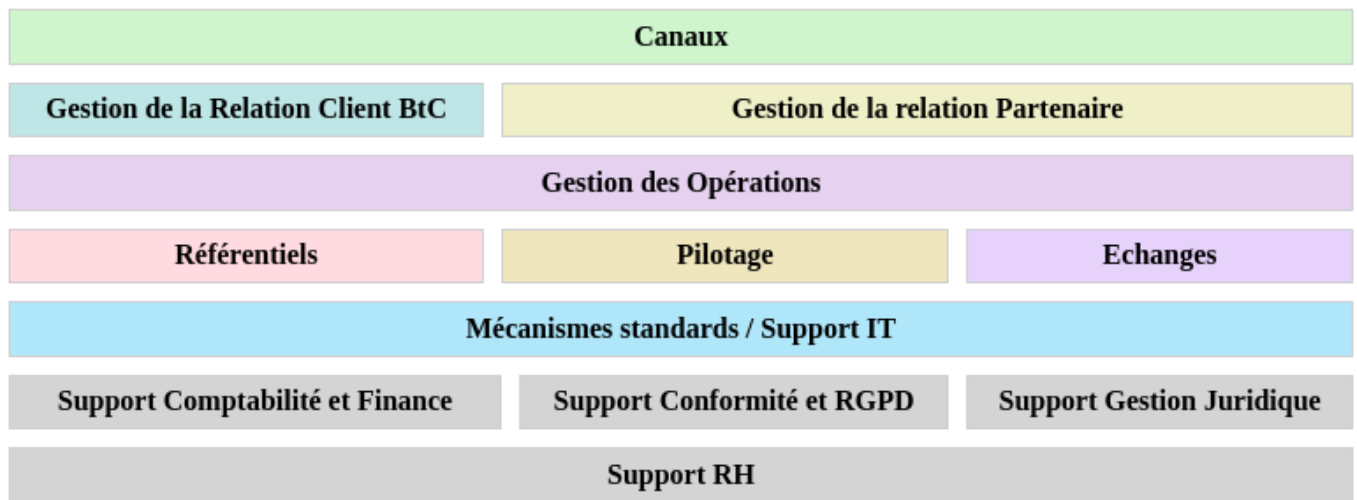 Canaux
Gestion de la Relation Client BtC
Gestion de la relation Partenaire
Gestion des Opérations
Référentiels
Pilotage
Echanges
Mécanismes standards / Support IT
Support Comptabilité et Finance
Support Conformité et RGPD
Support Gestion Juridique
Support RH